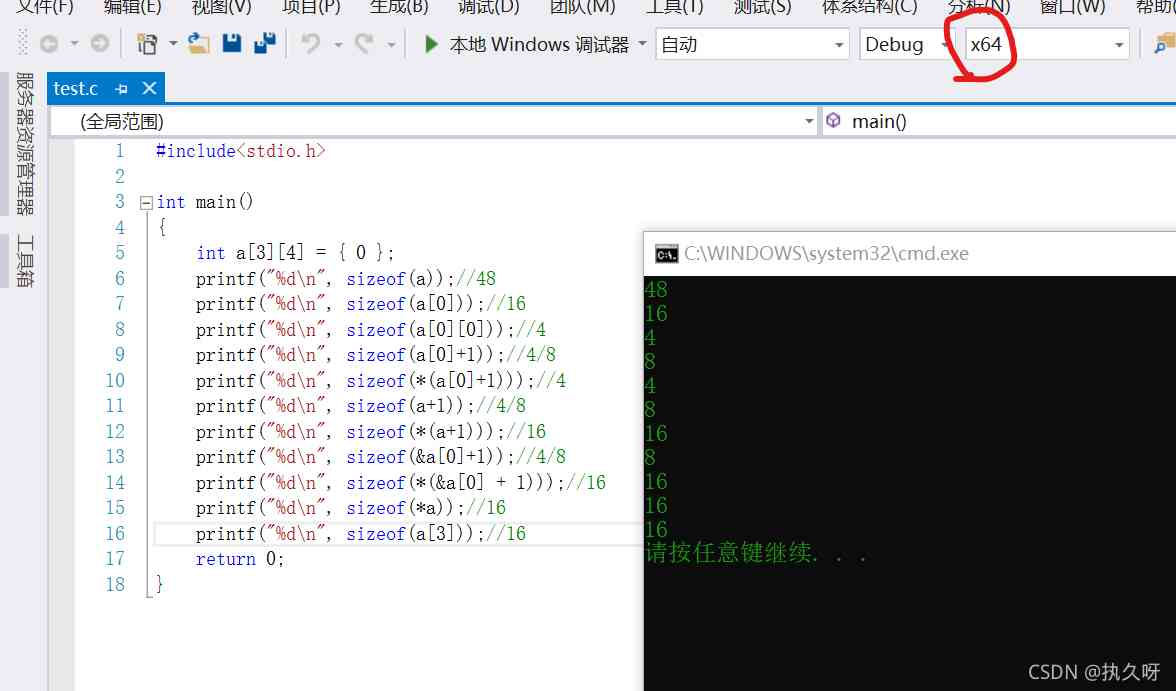 文件(F) 编辑(E) 视图(V) 项目(P) 生成(B) 调试(D) 团队(M) 工具(T) 测试(S) 体系结构(C) 分析(N) 窗口(W) 帮助
本地 Windows 调试器 自动 Debug x64
服务器资源管理器
工具箱
test.c
(全局范围) main()
1 #include<stdio.h>
2
3 int main()
4 {
5 int a[3][4] = { 0 };
6 printf("%d\n", sizeof(a));//48
7 printf("%d\n", sizeof(a[0]));//16
8 printf("%d\n", sizeof(a[0][0]));//4
9 printf("%d\n", sizeof(a[0]+1));//4/8
10 printf("%d\n", sizeof(*(a[0]+1)));//4
11 printf("%d\n", sizeof(a+1));//4/8
12 printf("%d\n", sizeof(*(a+1)));//16
13 printf("%d\n", sizeof(&a[0]+1));//4/8
14 printf("%d\n", sizeof(*(&a[0] + 1)));//16
15 printf("%d\n", sizeof(*a));//16
16 printf("%d\n", sizeof(a[3]));//16
17 return 0;
18 }
C:\WINDOWS\system32\cmd.exe
48
16
4
8
4
8
16
8
16
16
16
请按任意键继续. . .
CSDN @执久呀